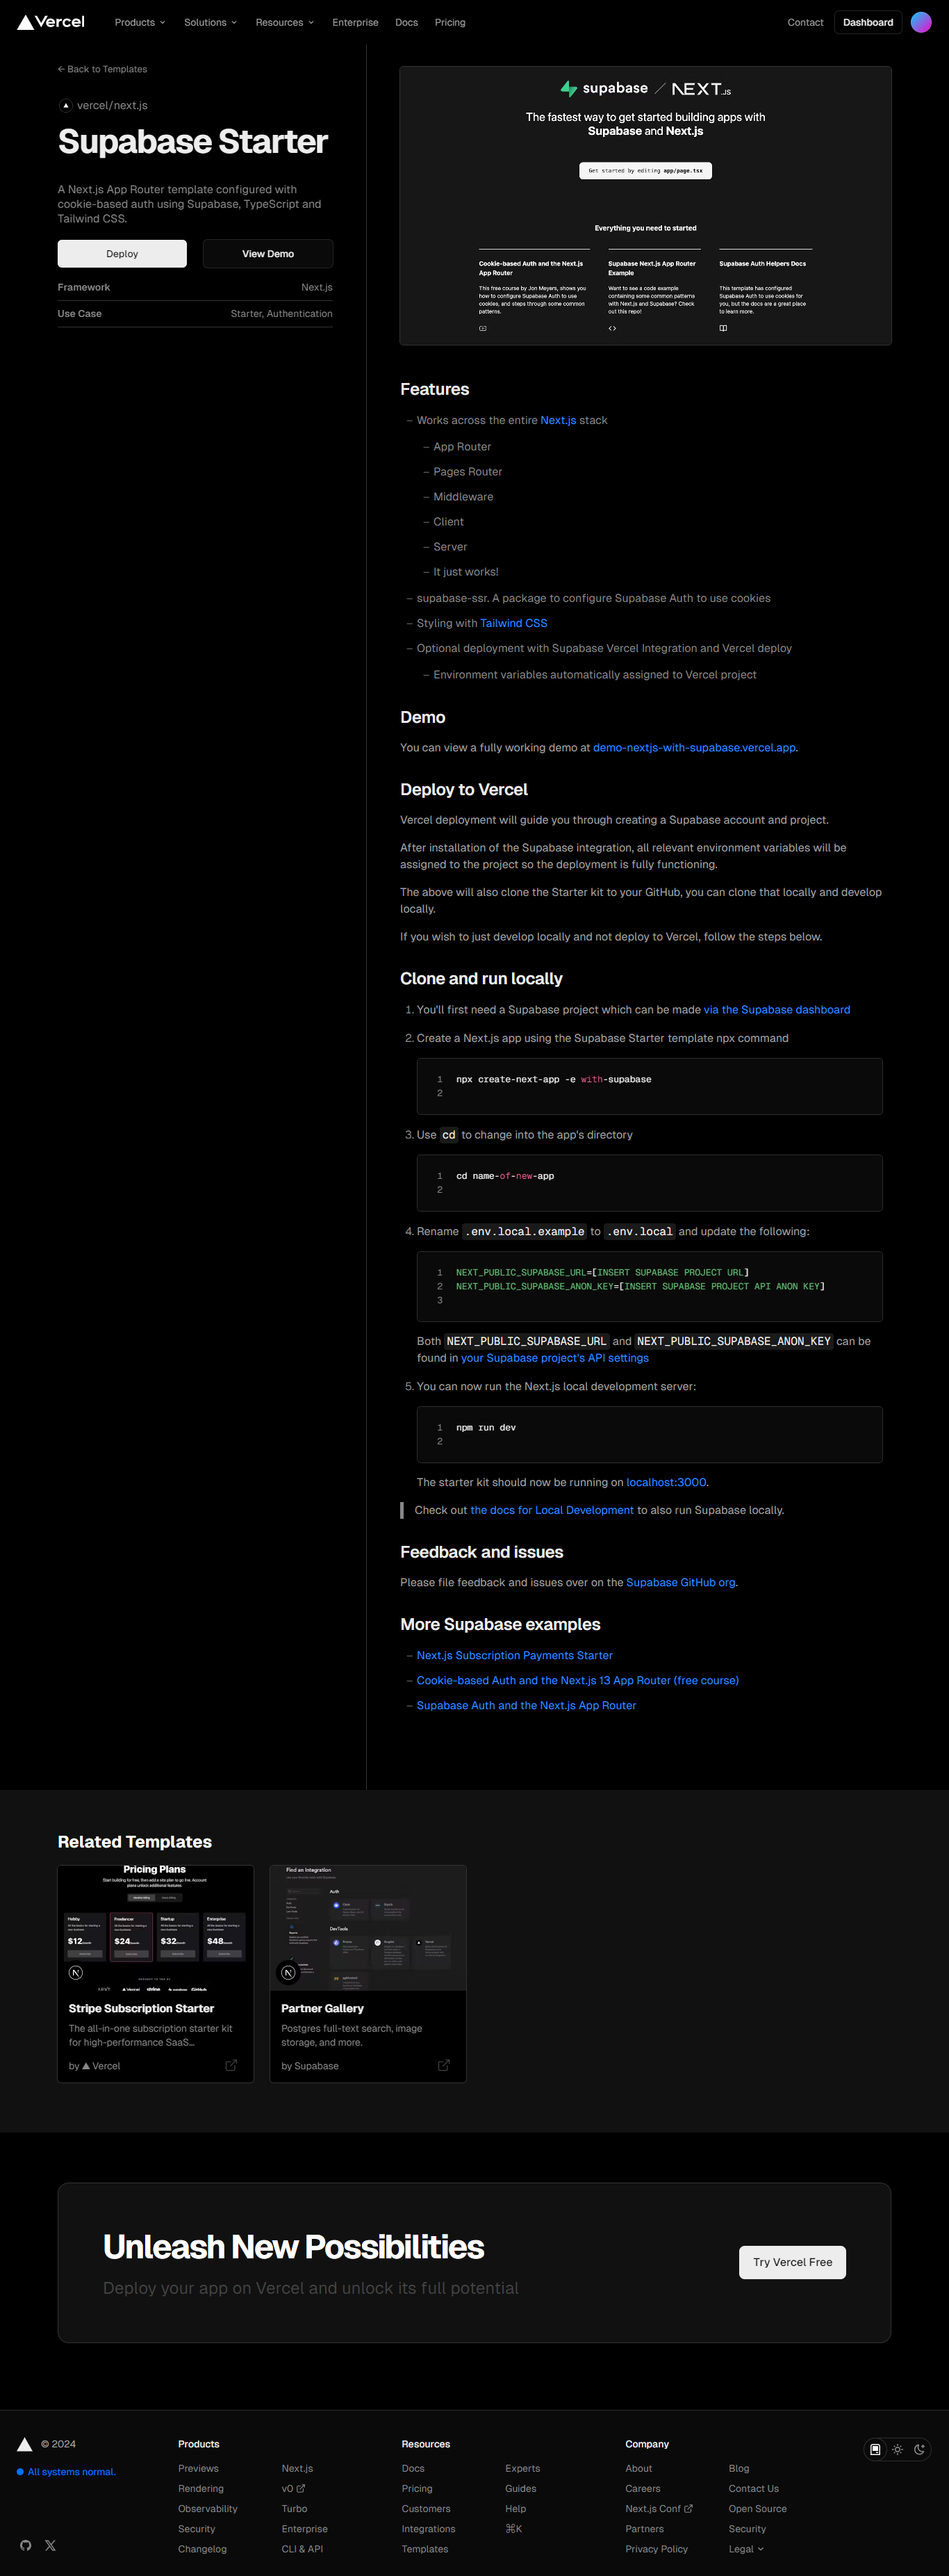 Vercel
Products
Solutions
Resources
Enterprise
Docs
Pricing
Contact
Dashboard
← Back to Templates
vercel/next.js
Supabase Starter
A Next.js App Router template configured with
cookie-based auth using Supabase, TypeScript and
Tailwind CSS.
Deploy
View Demo
Framework
Next.js
Use Case
Starter, Authentication
supabase / NEXT.JS
The fastest way to get started building apps with
Supabase and Next.js
Get started by editing app/page.tsx
Everything you need to started
Cookie-based Auth and the Next.js
App Router
This free course by Jon Meyers, shows you
how to configure Supabase Auth to use
cookies, and steps through some common
patterns.
Supabase Next.js App Router
Example
Want to see a code example
containing some common patterns
with Next.js and Supabase? Check
out this repo!
Supabase Auth Helpers Docs
This template has configured
Supabase Auth to use cookies for
you, but the docs are a great place
to learn more.
Features
– Works across the entire Next.js stack
– App Router
– Pages Router
– Middleware
– Client
– Server
– It just works!
– supabase-ssr. A package to configure Supabase Auth to use cookies
– Styling with Tailwind CSS
– Optional deployment with Supabase Vercel Integration and Vercel deploy
– Environment variables automatically assigned to Vercel project
Demo
You can view a fully working demo at demo-nextjs-with-supabase.vercel.app.
Deploy to Vercel
Vercel deployment will guide you through creating a Supabase account and project.
After installation of the Supabase integration, all relevant environment variables will be
assigned to the project so the deployment is fully functioning.
The above will also clone the Starter kit to your GitHub, you can clone that locally and develop
locally.
If you wish to just develop locally and not deploy to Vercel, follow the steps below.
Clone and run locally
1. You'll first need a Supabase project which can be made via the Supabase dashboard
2. Create a Next.js app using the Supabase Starter template npx command
1 npx create-next-app -e with-supabase
2
3. Use cd to change into the app's directory
1 cd name-of-new-app
2
4. Rename .env.local.example to .env.local and update the following:
1 NEXT_PUBLIC_SUPABASE_URL=[INSERT SUPABASE PROJECT URL]
2 NEXT_PUBLIC_SUPABASE_ANON_KEY=[INSERT SUPABASE PROJECT API ANON KEY]
3
Both NEXT_PUBLIC_SUPABASE_URL and NEXT_PUBLIC_SUPABASE_ANON_KEY can be
found in your Supabase project's API settings
5. You can now run the Next.js local development server:
1 npm run dev
2
The starter kit should now be running on localhost:3000.
Check out the docs for Local Development to also run Supabase locally.
Feedback and issues
Please file feedback and issues over on the Supabase GitHub org.
More Supabase examples
– Next.js Subscription Payments Starter
– Cookie-based Auth and the Next.js 13 App Router (free course)
– Supabase Auth and the Next.js App Router
Related Templates
Pricing Plans
Start building for free, then add a site plan to go live. Account
plans unlock additional features.
Hobby
$12/month
Freelancer
$24/month
Startup
$32/month
Enterprise
$48/month
Stripe Subscription Starter
The all-in-one subscription starter kit
for high-performance SaaS...
by Vercel
Find an Integration
Auth
DevTools
Partner Gallery
Postgres full-text search, image
storage, and more.
by Supabase
Unleash New Possibilities
Deploy your app on Vercel and unlock its full potential
Try Vercel Free
© 2024
All systems normal.
Products
Previews
Rendering
Observability
Security
Changelog
Next.js
v0
Turbo
Enterprise
CLI & API
Resources
Docs
Pricing
Customers
Integrations
Templates
Experts
Guides
Help
⌘K
Company
About
Careers
Next.js Conf
Partners
Privacy Policy
Blog
Contact Us
Open Source
Security
Legal